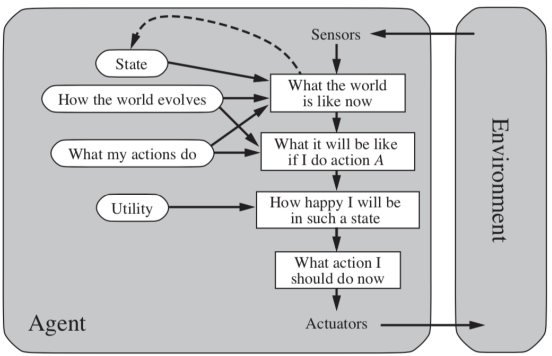 Sensors
State
What the world
is like now
How the world evolves
What my actions do
What it will be like
if I do action A
Utility
How happy I will be
in such a state
What action I
should do now
Agent
Actuators
Environment